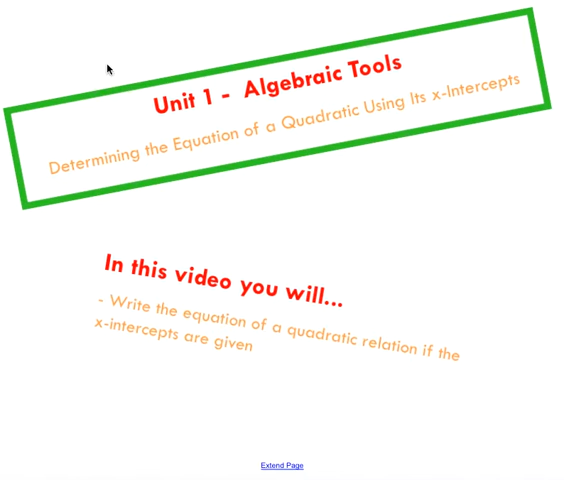 Unit 1 - Algebraic Tools
Determining the Equation of a Quadratic Using Its x-Intercepts
In this video you will...
- Write the equation of a quadratic relation if the
x-intercepts are given
Extend Page